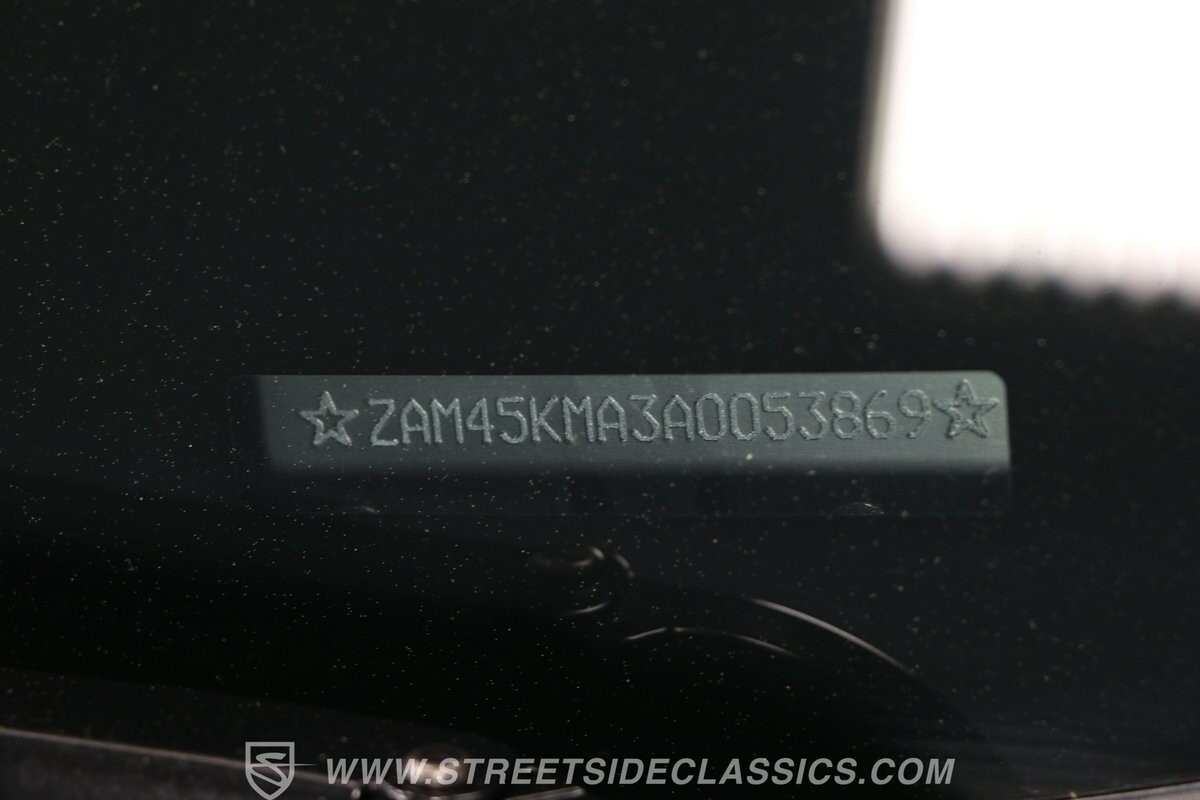 ☆ZAM45KMA3A0053869☆
WWW.STREETSIDECLASSICS.COM